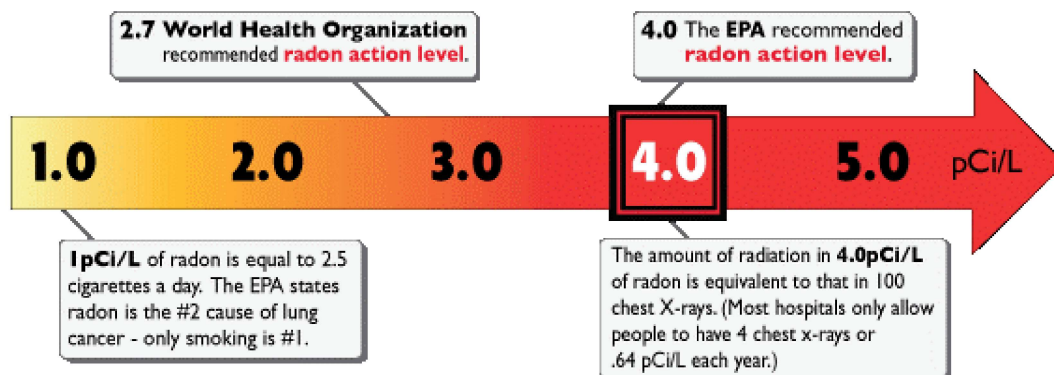 2.7 World Health Organization
recommended radon action level.
4.0 The EPA recommended
radon action level.
1.0 2.0 3.0 4.0 5.0 pCi/L
1pCi/L of radon is equal to 2.5
cigarettes a day. The EPA states
radon is the #2 cause of lung
cancer - only smoking is #1.
The amount of radiation in 4.0pCi/L
of radon is equivalent to that in 100
chest X-rays. (Most hospitals only allow
people to have 4 chest x-rays or
.64 pCi/L each year.)